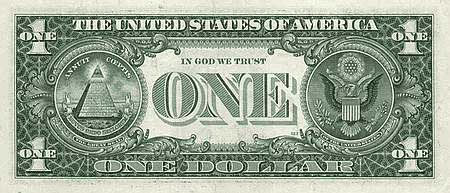 THE UNITED STATES OF AMERICA
1 ONE
1 ONE
ANNUIT CŒPTIS
IN GOD WE TRUST
ONE
1 ONE
1 ONE
ONE DOLLAR